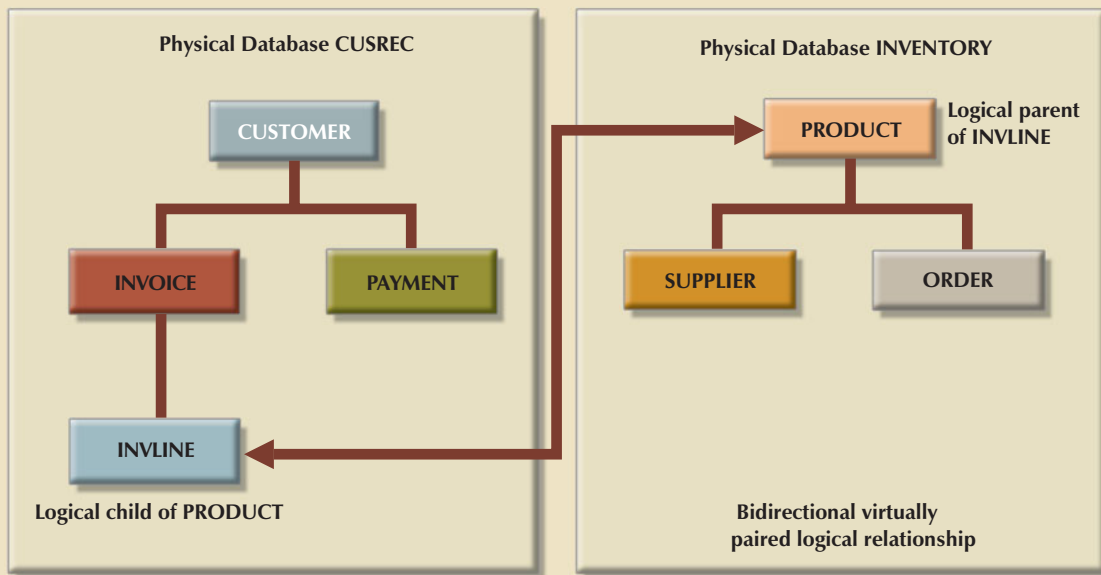 Physical Database CUSREC
CUSTOMER
INVOICE
PAYMENT
INVLINE
Logical child of PRODUCT
Physical Database INVENTORY
PRODUCT
Logical parent
of INVLINE
SUPPLIER
ORDER
Bidirectional virtually
paired logical relationship